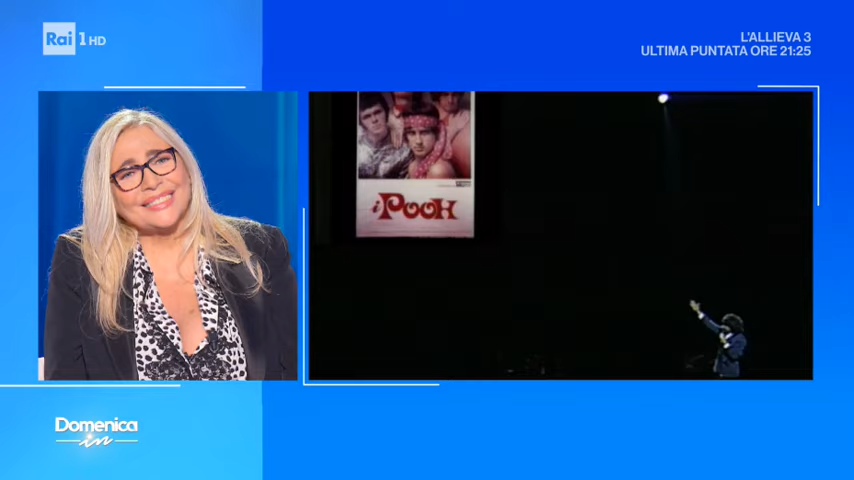 Rai 1 HD
L'ALLIEVA 3
ULTIMA PUNTATA ORE 21:25
i POOH
Domenica
in